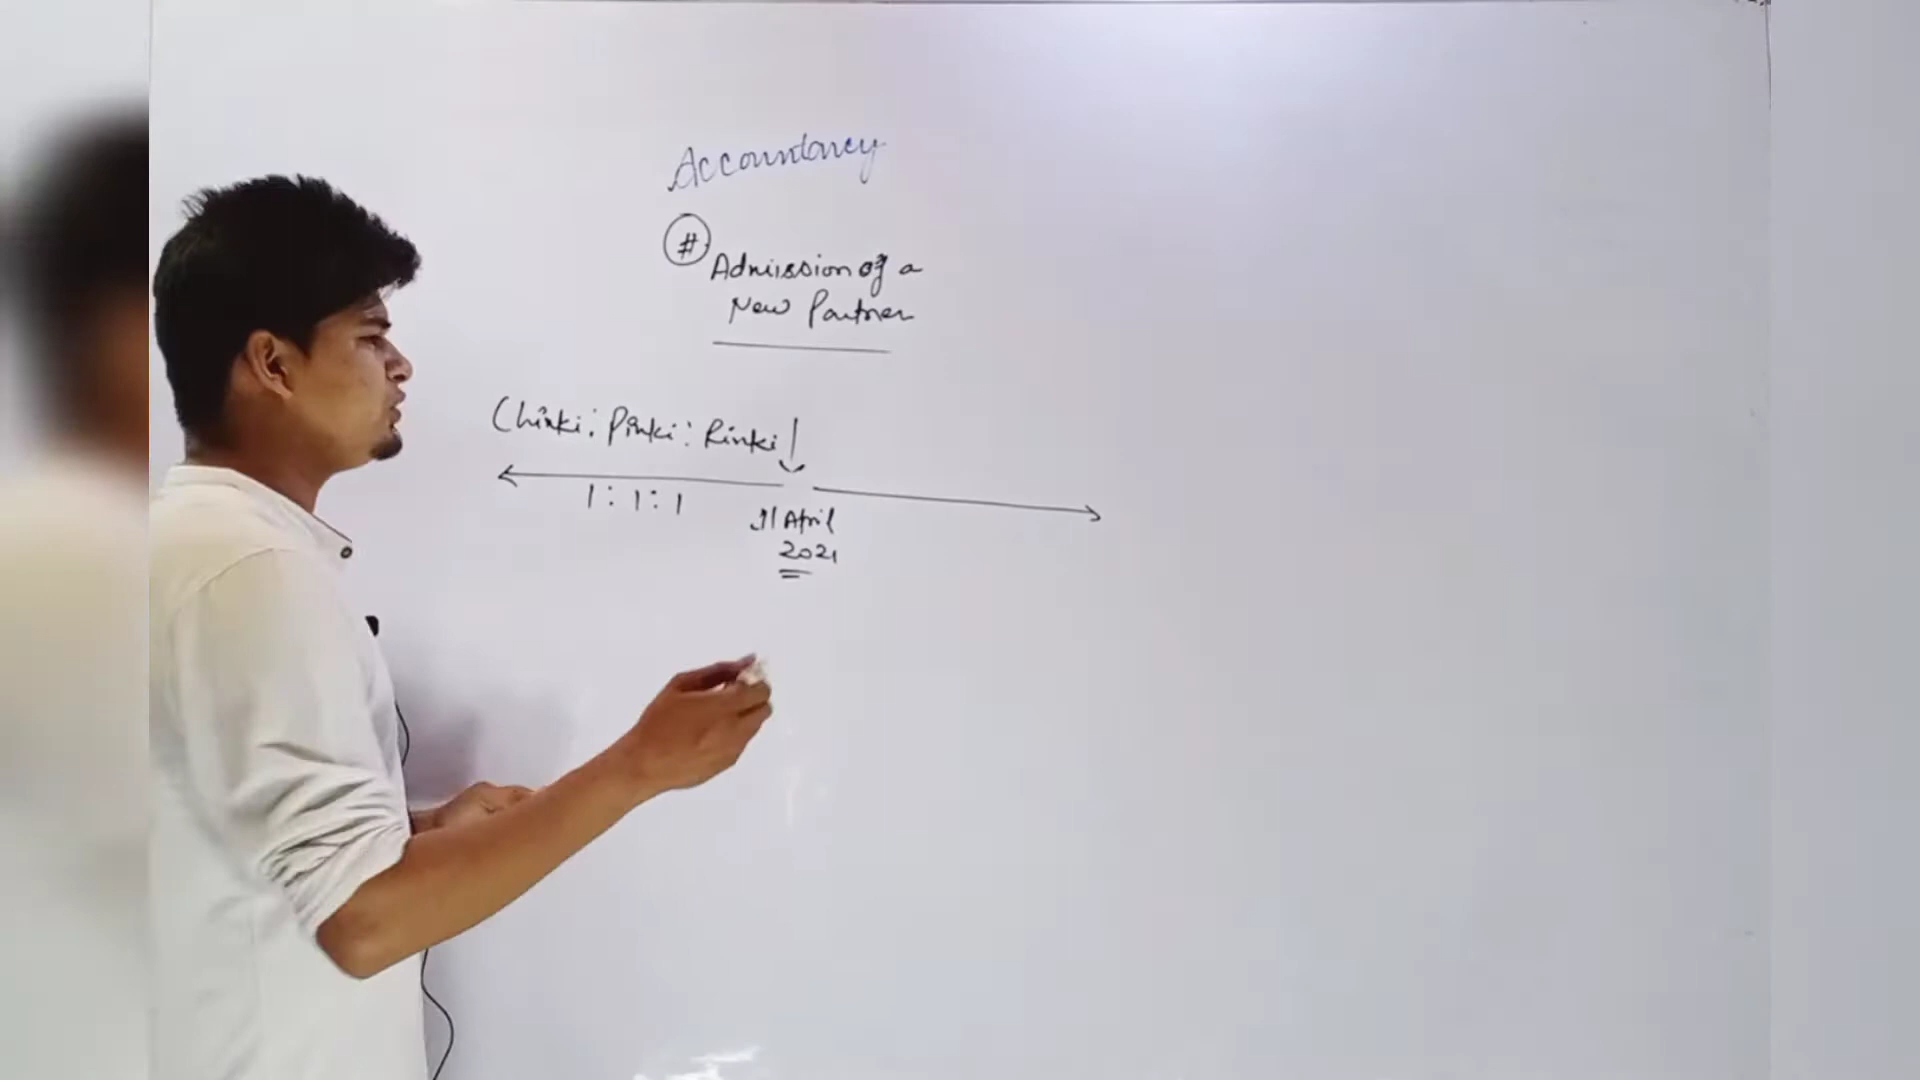 Accountancy
# Admission of a
New Partner
Chinki : Pinki : Rinki
1 : 1 : 1
1 April
2021